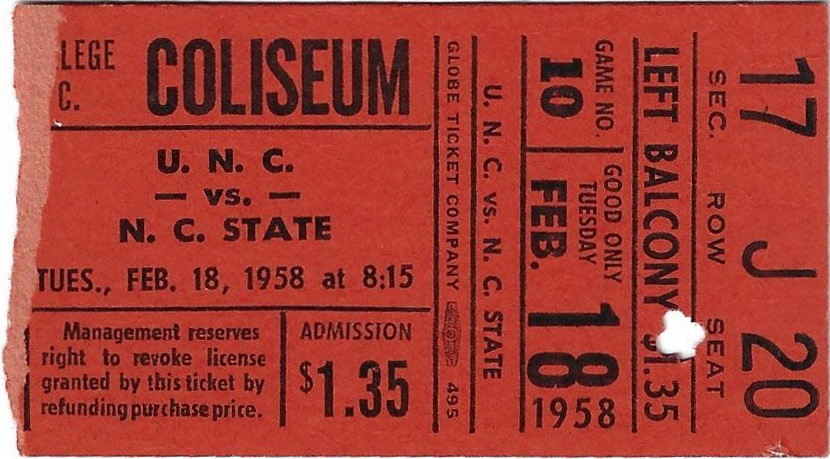 LEGE COLISEUM
C.
U. N. C.
— vs. —
N. C. STATE
TUES., FEB. 18, 1958 at 8:15
Management reserves
right to revoke license
granted by this ticket by
refunding purchase price.
ADMISSION
$1.35
GLOBE TICKET COMPANY 495
U. N. C. vs. N. C. STATE
GAME NO.
10
GOOD ONLY
TUESDAY
FEB. 18
1958
LEFT BALCONY $1.35
SEC. ROW SEAT
17 J 20